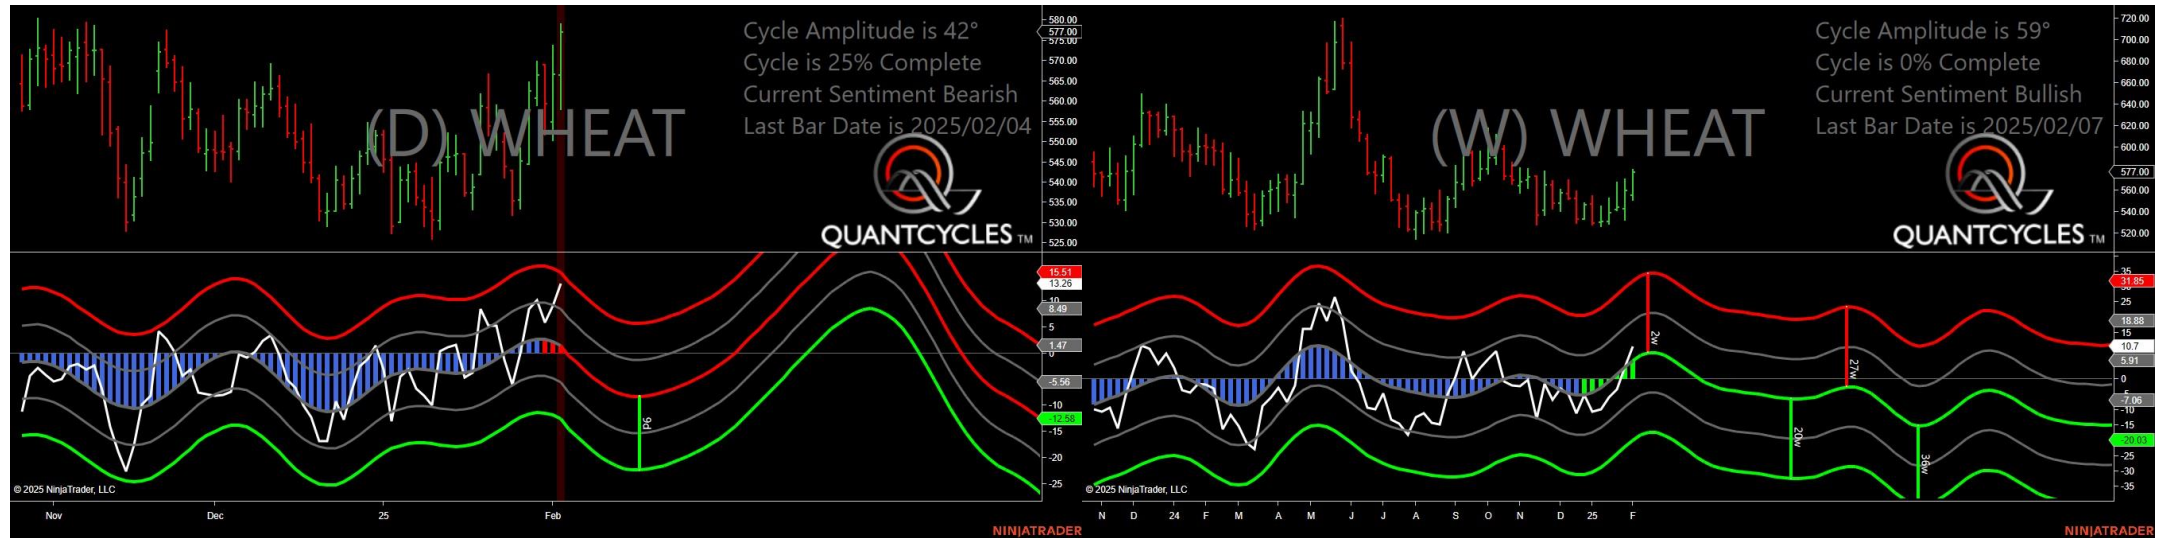 Cycle Amplitude is 42°
Cycle is 25% Complete
Current Sentiment Bearish
Last Bar Date is 2025/02/04
(D) WHEAT
QUANTCYCLES TM
580.00
577.00
575.00
570.00
565.00
560.00
555.00
550.00
545.00
540.00
535.00
530.00
525.00
15.51
13.26
10
8.49
5
1.47
0
-5.56
-10
-12.58
-15
-20
-25
9d
© 2025 NinjaTrader, LLC
Nov
Dec
25
Feb
NINJATRADER
Cycle Amplitude is 59°
Cycle is 0% Complete
Current Sentiment Bullish
Last Bar Date is 2025/02/07
(W) WHEAT
QUANTCYCLES TM
720.00
700.00
680.00
660.00
640.00
620.00
600.00
577.00
560.00
540.00
520.00
35
31.85
25
18.88
15
10.7
5.91
0
-7.06
-10
-15
-20.03
-25
-30
-35
2w
27w
20w
36w
© 2025 NinjaTrader, LLC
N
D
24
F
M
A
M
J
J
A
S
O
N
D
25
F
NINJATRADER